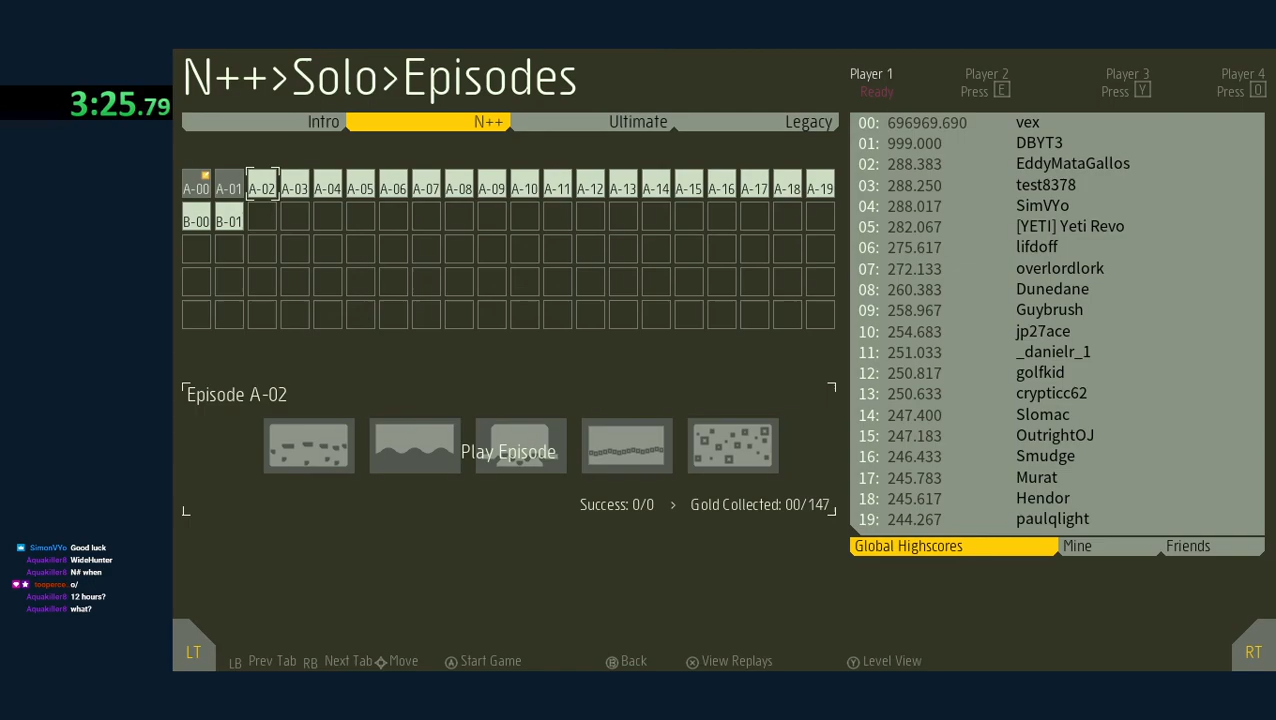 N++>Solo>Episodes
3:25.79
Player 1
Ready
Player 2
Press E
Player 3
Press Y
Player 4
Press O
Intro N++ Ultimate Legacy
A-00 A-01 A-02 A-03 A-04 A-05 A-06 A-07 A-08 A-09 A-10 A-11 A-12 A-13 A-14 A-15 A-16 A-17 A-18 A-19
B-00 B-01
Episode A-02
Play Episode
Success: 0/0 > Gold Collected: 00/147
00: 696969.690 vex
01: 999.000 DBYT3
02: 288.383 EddyMataGallos
03: 288.250 test8378
04: 288.017 SimVYo
05: 282.067 [YETI] Yeti Revo
06: 275.617 lifdoff
07: 272.133 overlordlork
08: 260.383 Dunedane
09: 258.967 Guybrush
10: 254.683 jp27ace
11: 251.033 _danielr_1
12: 250.817 golfkid
13: 250.633 crypticc62
14: 247.400 Slomac
15: 247.183 OutrightOJ
16: 246.433 Smudge
17: 245.783 Murat
18: 245.617 Hendor
19: 244.267 paulqlight
Global Highscores Mine Friends
SimonVYo Good luck
Aquakiller8 WideHunter
Aquakiller8 N# when
o/
Aquakiller8 12 hours?
Aquakiller8 what?
LT
LB Prev Tab RB Next Tab Move A Start Game B Back X View Replays Y Level View
RT